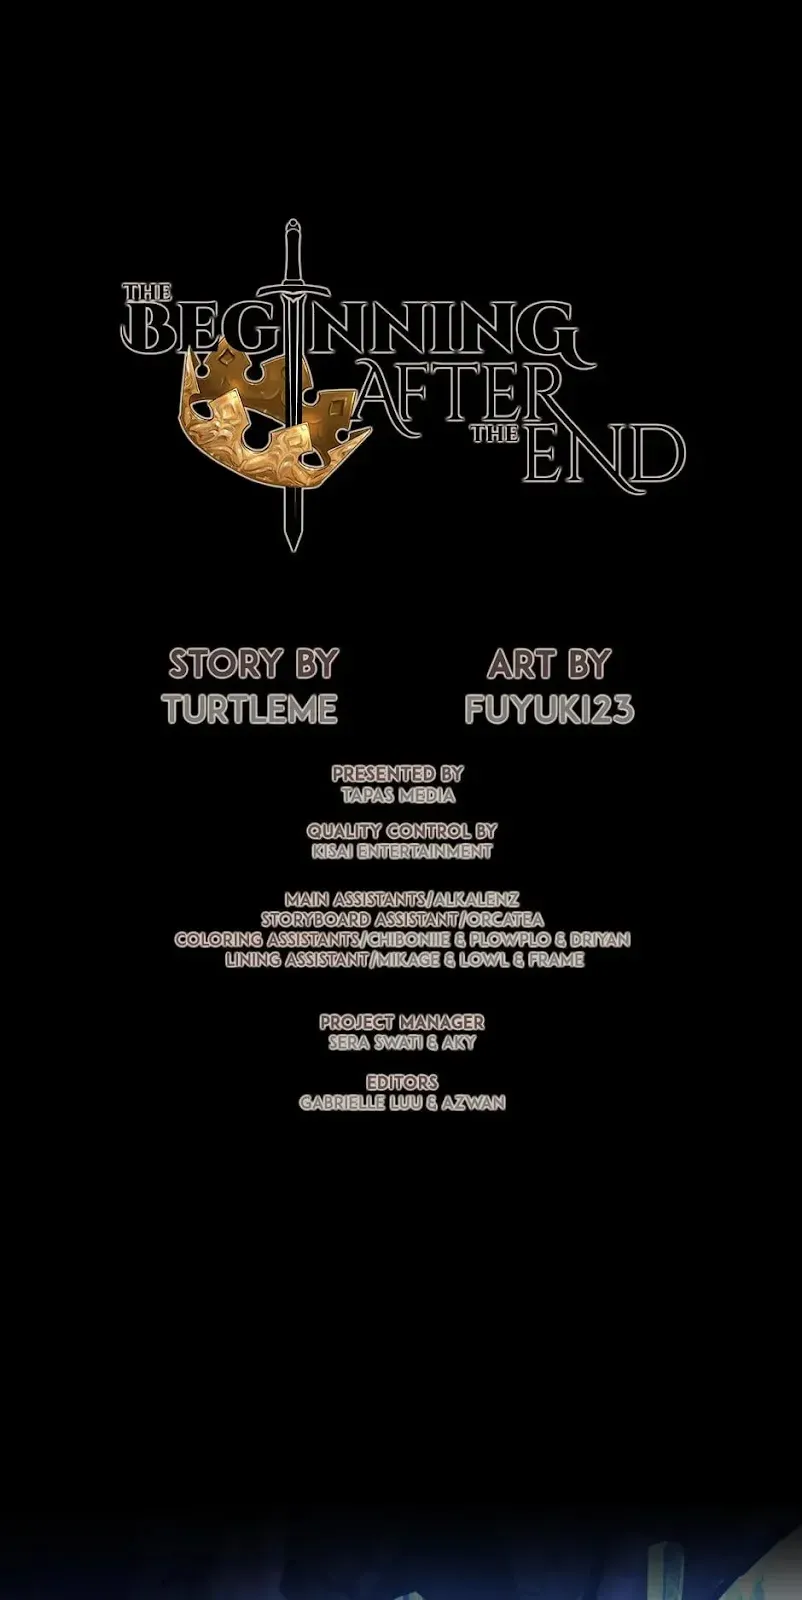 THE
BEGINNING
AFTER
THE END
STORY BY
TURTLEME
ART BY
FUYUKI23
PRESENTED BY
TAPAS MEDIA
QUALITY CONTROL BY
KISAI ENTERTAINMENT
MAIN ASSISTANTS/ALKALENZ
STORYBOARD ASSISTANT/ORCATEA
COLORING ASSISTANTS/CHIBONIIE & PLOWPLO & DRIYAN
LINING ASSISTANT/MIKAGE & LOWL & FRAME
PROJECT MANAGER
SERA SWATI & AKY
EDITORS
GABRIELLE LUU & AZWAN